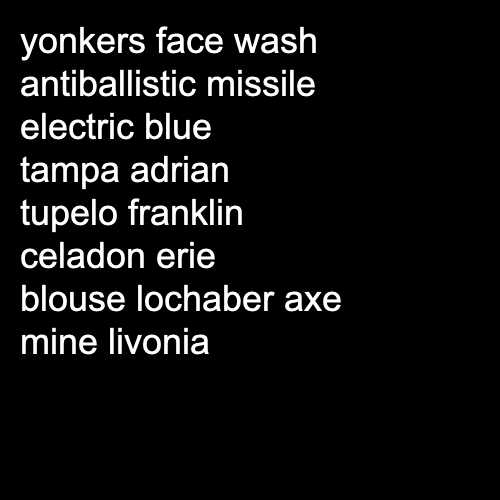 yonkers face wash
antiballistic missile
electric blue
tampa adrian
tupelo franklin
celadon erie
blouse lochaber axe
mine livonia